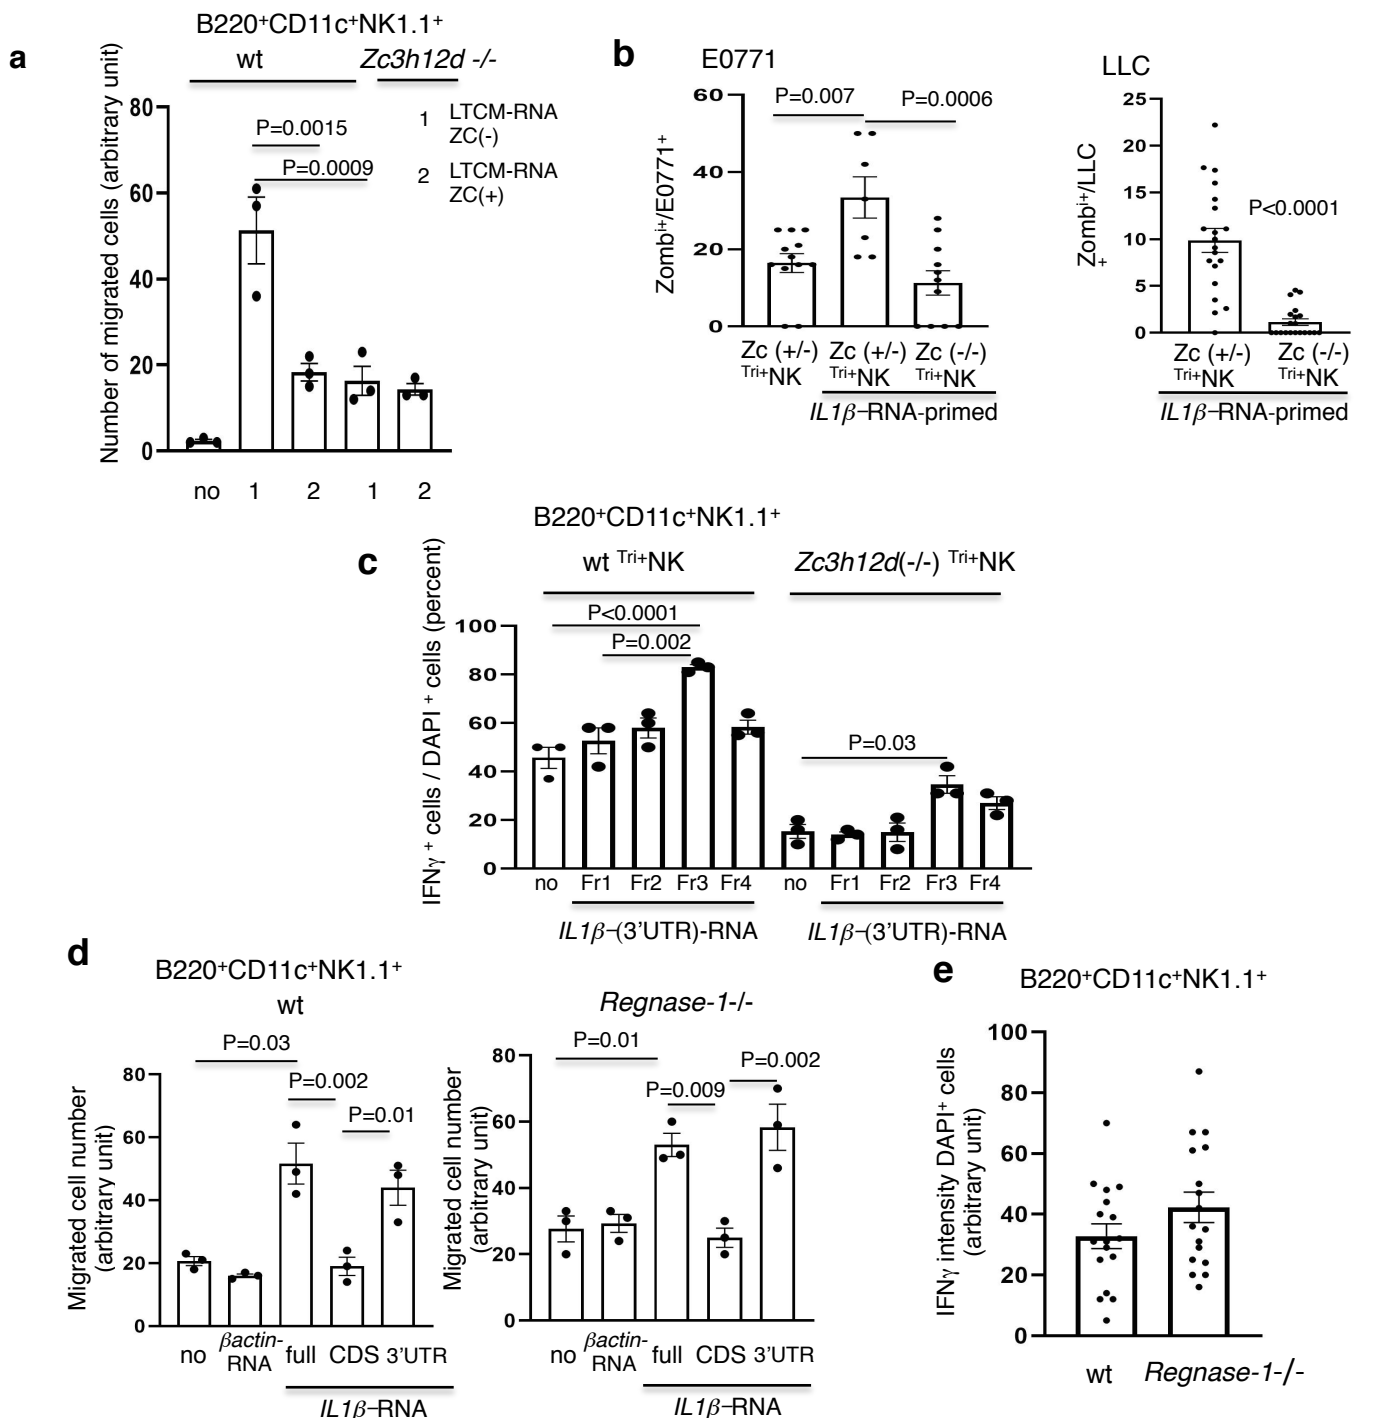 a
B220+CD11c+NK1.1+
wt
Zc3h12d -/-
Number of migrated cells (arbitrary unit)
80
60
40
20
0
P=0.0015
P=0.0009
1 LTCM-RNA
ZC(-)
2 LTCM-RNA
ZC(+)
no 1 2 1 2
b
E0771
Zombi+/E0771+
60
40
20
0
P=0.007
P=0.0006
Zc (+/-) Zc (+/-) Zc (-/-)
Tri+NK Tri+NK Tri+NK
IL1β-RNA-primed
LLC
Zombi+/LLC
+
25
20
15
10
5
0
P<0.0001
Zc (+/-) Zc (-/-)
Tri+NK Tri+NK
IL1β-RNA-primed
c
B220+CD11c+NK1.1+
wt Tri+NK
Zc3h12d(-/-) Tri+NK
IFNγ + cells / DAPI + cells (percent)
100
80
60
40
20
0
P<0.0001
P=0.002
P=0.03
no Fr1 Fr2 Fr3 Fr4 no Fr1 Fr2 Fr3 Fr4
IL1β-(3'UTR)-RNA IL1β-(3'UTR)-RNA
d
B220+CD11c+NK1.1+
wt
Migrated cell number
(arbitrary unit)
80
60
40
20
0
P=0.03
P=0.002
P=0.01
no βactin-RNA full CDS 3'UTR
IL1β-RNA
Regnase-1-/-
Migrated cell number
(arbitrary unit)
80
60
40
20
0
P=0.01
P=0.002
P=0.009
no βactin-RNA full CDS 3'UTR
IL1β-RNA
e
B220+CD11c+NK1.1+
IFNγ intensity DAPI+ cells
(arbitrary unit)
100
80
60
40
20
0
wt Regnase-1-/-